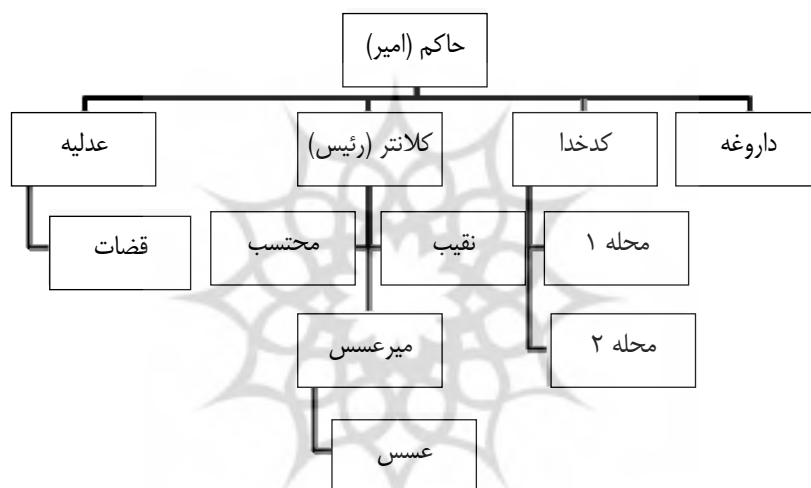 حاکم (امیر)
داروغه
کدخدا
کلانتر (رئیس)
عدلیه
محله ۱
نقیب
محتسب
قضات
محله ۲
میرعسس
عسس